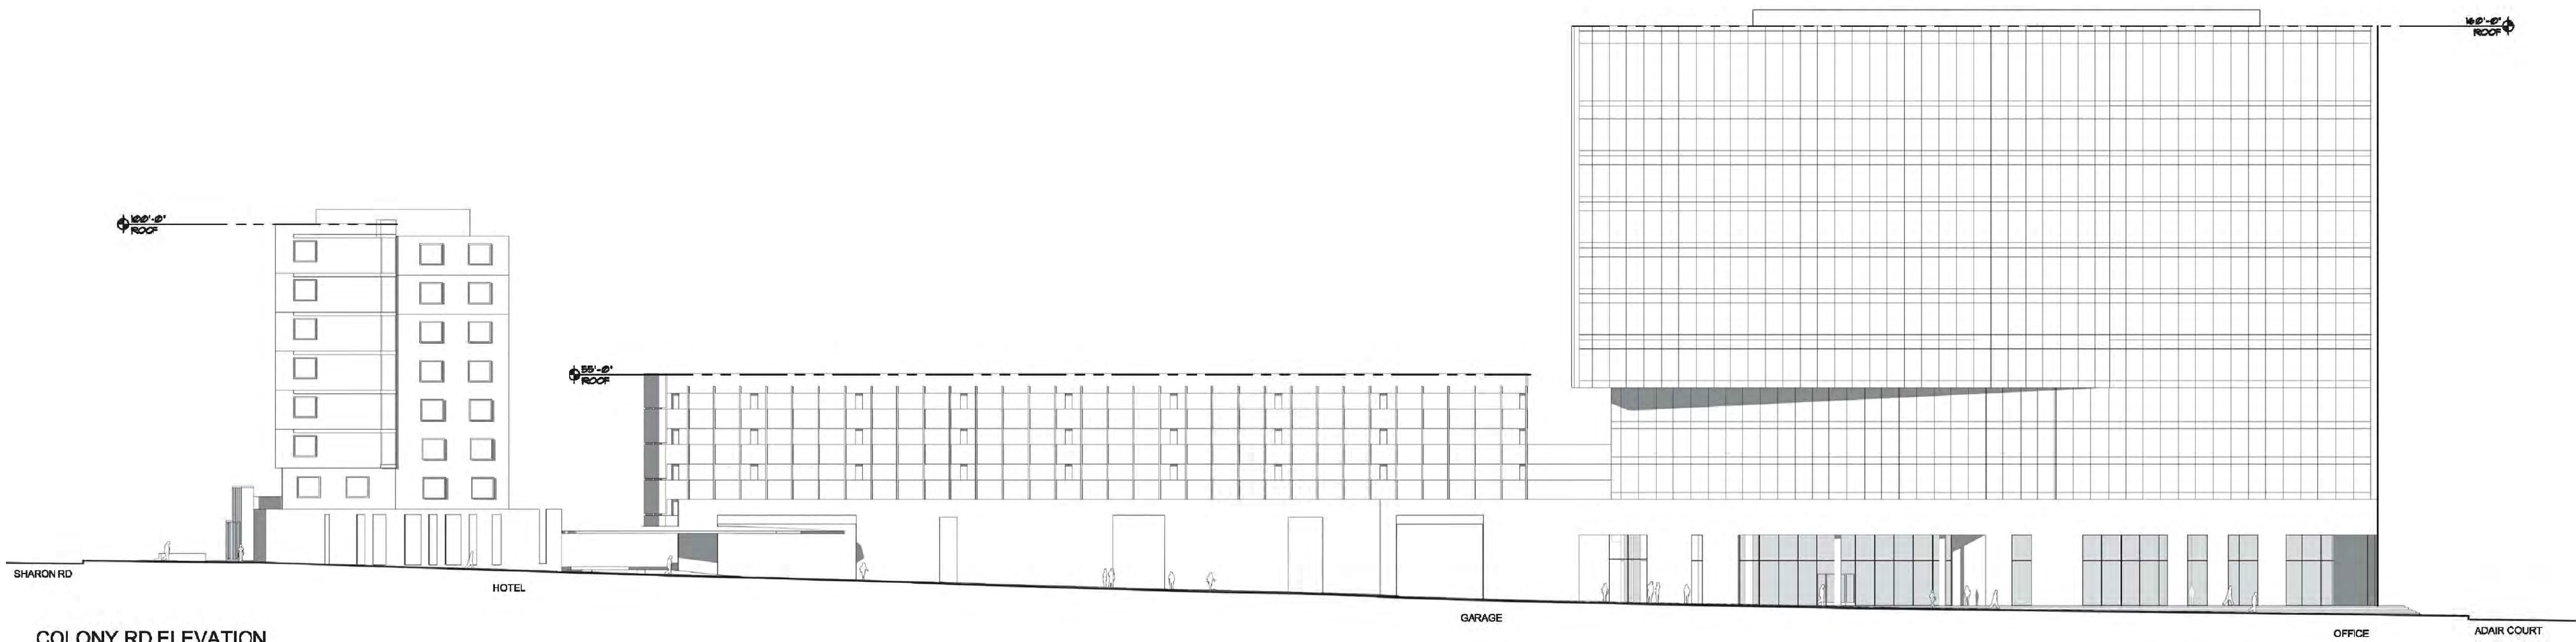 160'-0"
ROOF
100'-0"
ROOF
55'-0"
ROOF
SHARON RD
HOTEL
GARAGE
OFFICE
ADAIR COURT
COLONY RD ELEVATION